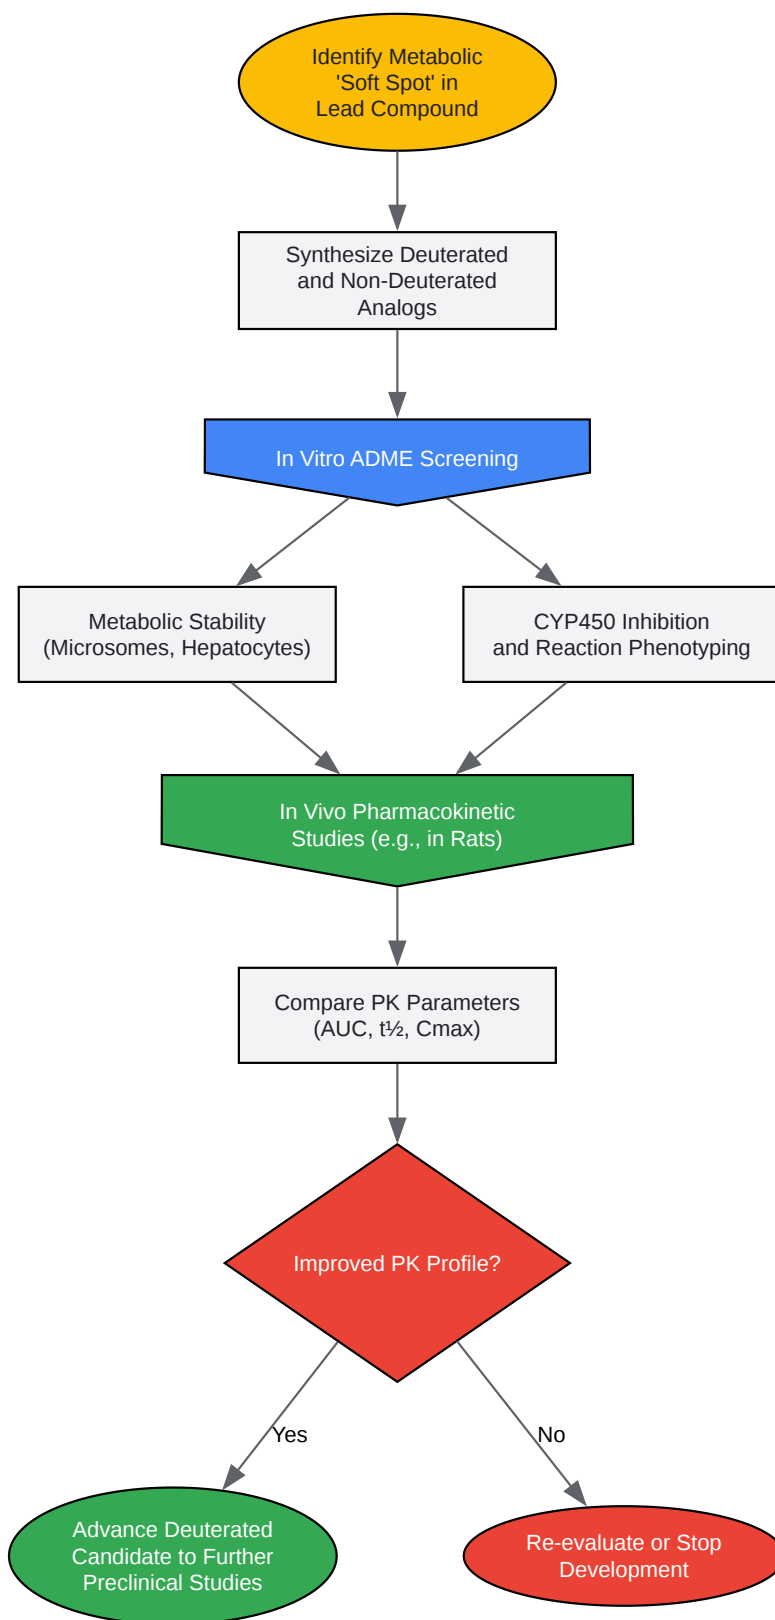 Identify Metabolic
'Soft Spot' in
Lead Compound
Synthesize Deuterated
and Non-Deuterated
Analogs
In Vitro ADME Screening
Metabolic Stability
(Microsomes, Hepatocytes)
CYP450 Inhibition
and Reaction Phenotyping
In Vivo Pharmacokinetic
Studies (e.g., in Rats)
Compare PK Parameters
(AUC, t½, Cmax)
Improved PK Profile?
Yes
No
Advance Deuterated
Candidate to Further
Preclinical Studies
Re-evaluate or Stop
Development